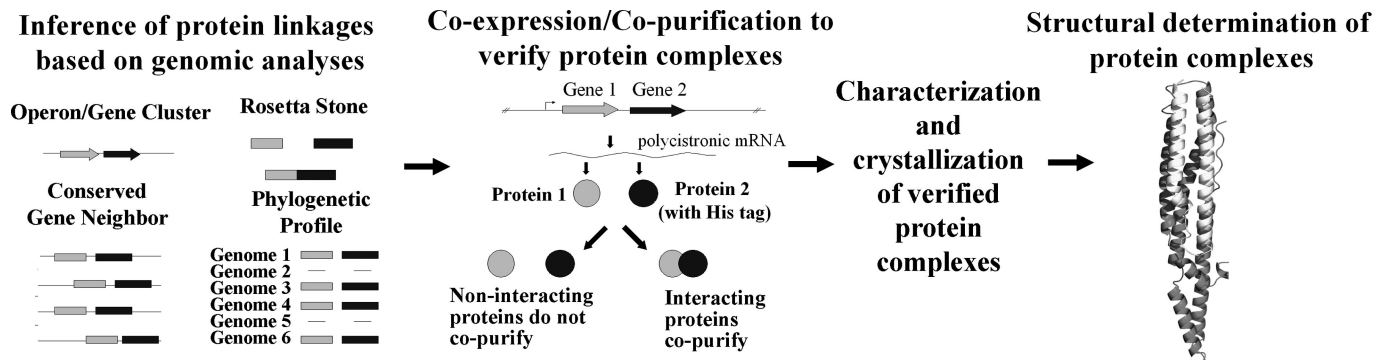 Inference of protein linkages
based on genomic analyses
Operon/Gene Cluster
Conserved
Gene Neighbor
Rosetta Stone
Phylogenetic
Profile
Genome 1
Genome 2
Genome 3
Genome 4
Genome 5
Genome 6
Co-expression/Co-purification to
verify protein complexes
Gene 1 Gene 2
polycistronic mRNA
Protein 1
Protein 2
(with His tag)
Non-interacting
proteins do not
co-purify
Interacting
proteins
co-purify
Characterization
and
crystallization
of verified
protein
complexes
Structural determination of
protein complexes